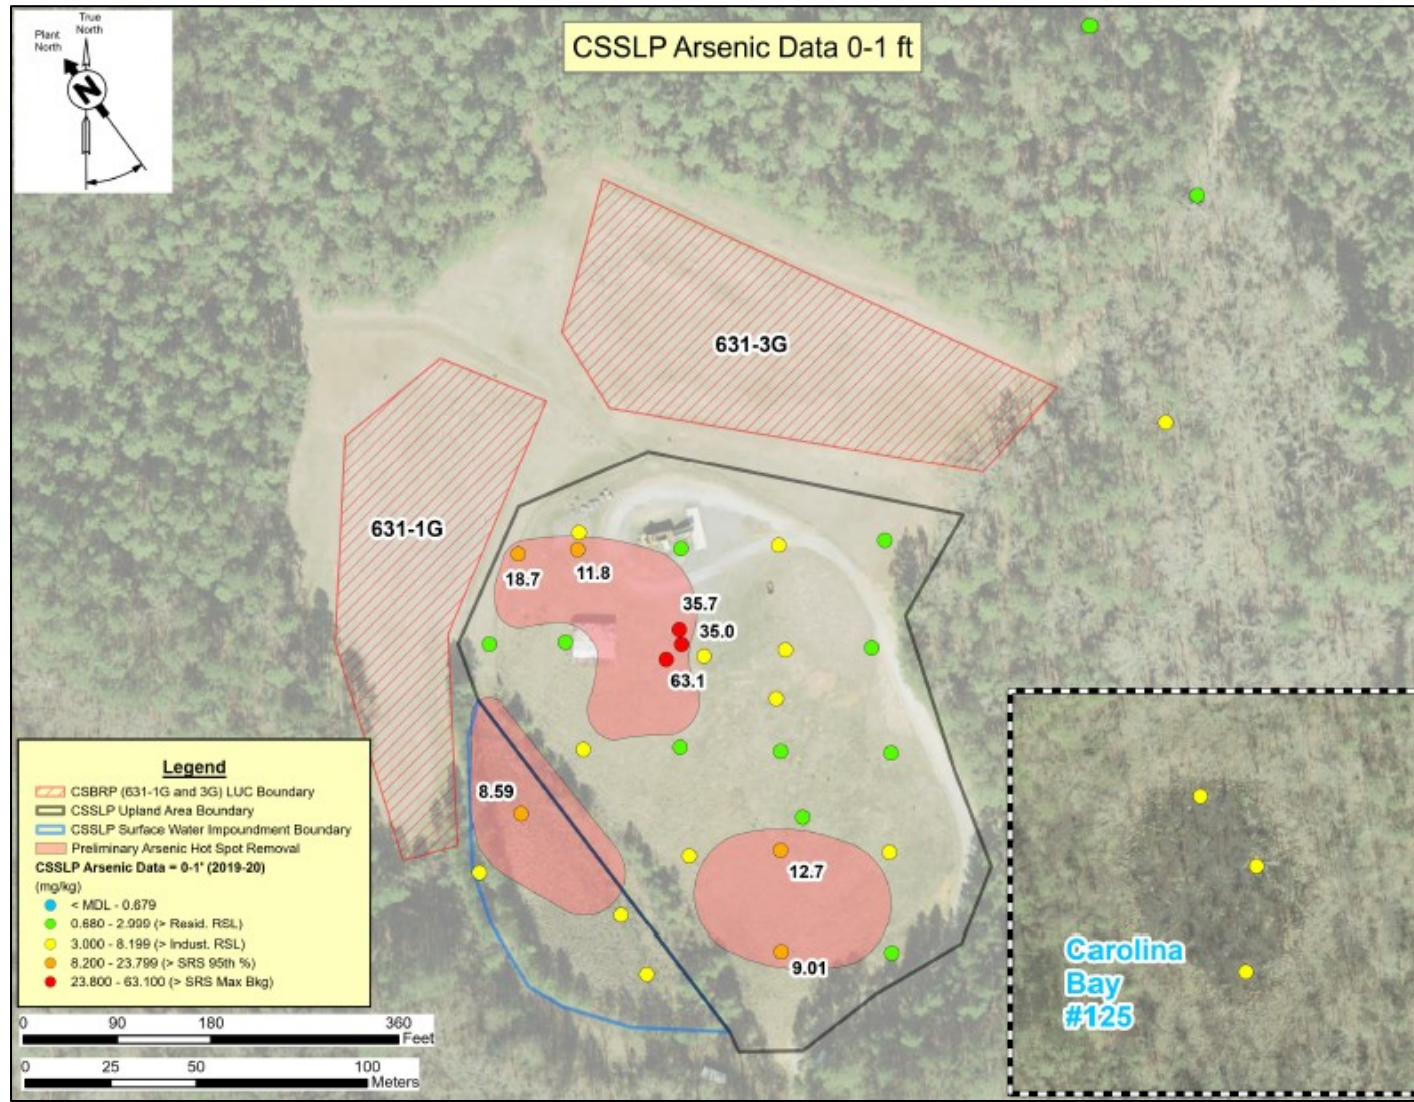 True
North
Plant
North
N
CSSLP Arsenic Data 0-1 ft
631-3G
631-1G
18.7
11.8
35.7
35.0
63.1
8.59
12.7
9.01
Carolina
Bay
#125
Legend
CSBRP (631-1G and 3G) LUC Boundary
CSSLP Upland Area Boundary
CSSLP Surface Water Impoundment Boundary
Preliminary Arsenic Hot Spot Removal
CSSLP Arsenic Data = 0-1' (2019-20)
(mg/kg)
< MDL - 0.679
0.680 - 2.999 (> Resid. RSL)
3.000 - 8.199 (> Indust. RSL)
8.200 - 23.799 (> SRS 95th %)
23.800 - 63.100 (> SRS Max Bkg)
0 90 180 360
Feet
0 25 50 100
Meters